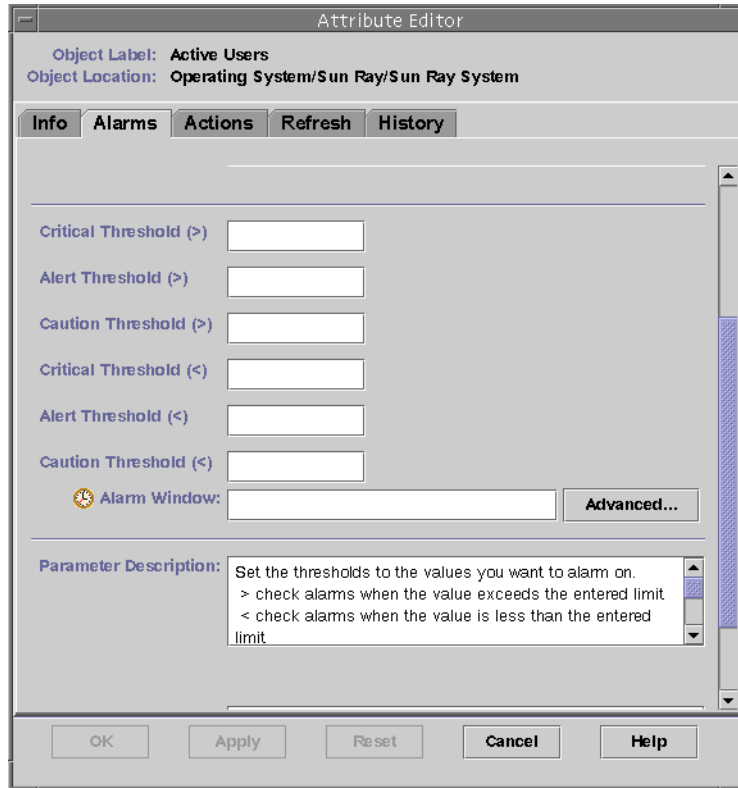 Attribute Editor
Object Label: Active Users
Object Location: Operating System/Sun Ray/Sun Ray System
Info Alarms Actions Refresh History
Critical Threshold (>)
Alert Threshold (>)
Caution Threshold (>)
Critical Threshold (<)
Alert Threshold (<)
Caution Threshold (<)
Alarm Window: Advanced...
Parameter Description: Set the thresholds to the values you want to alarm on.
> check alarms when the value exceeds the entered limit
< check alarms when the value is less than the entered
limit
OK Apply Reset Cancel Help